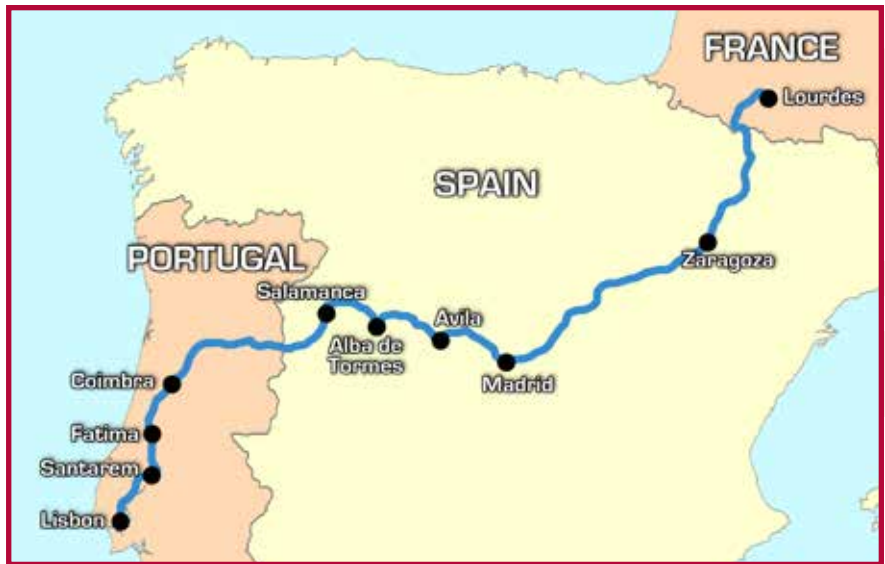 FRANCE
Lourdes
SPAIN
Zaragoza
PORTUGAL
Salamanca
Avila
Alba de
Tormes
Madrid
Coimbra
Fatima
Santarem
Lisbon